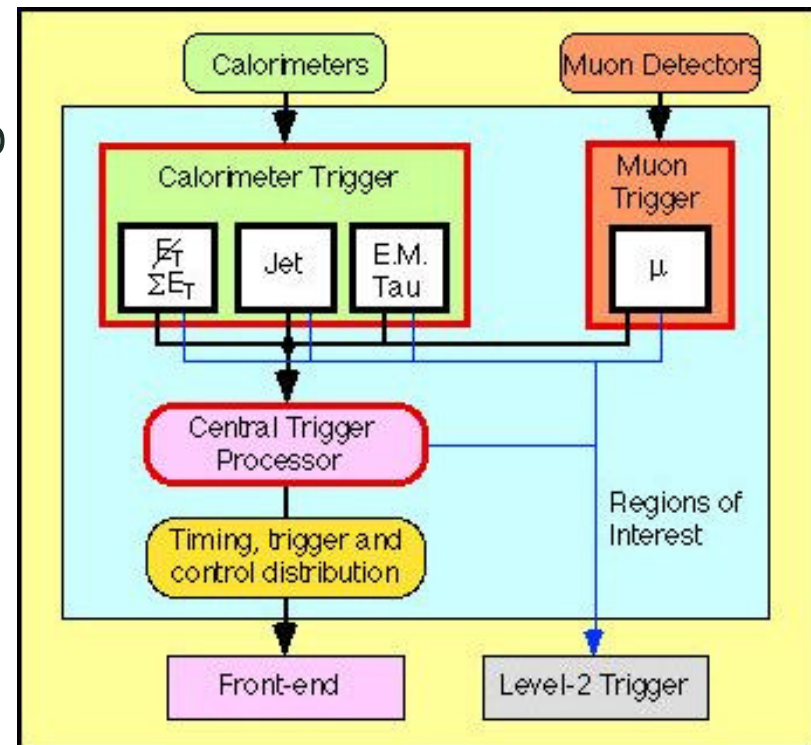 Calorimeters
Muon Detectors
Calorimeter Trigger
Muon
Trigger
E̸T
ΣET
Jet
E.M.
Tau
μ
Central Trigger
Processor
Regions of
Interest
Timing, trigger and
control distribution
Front-end
Level-2 Trigger